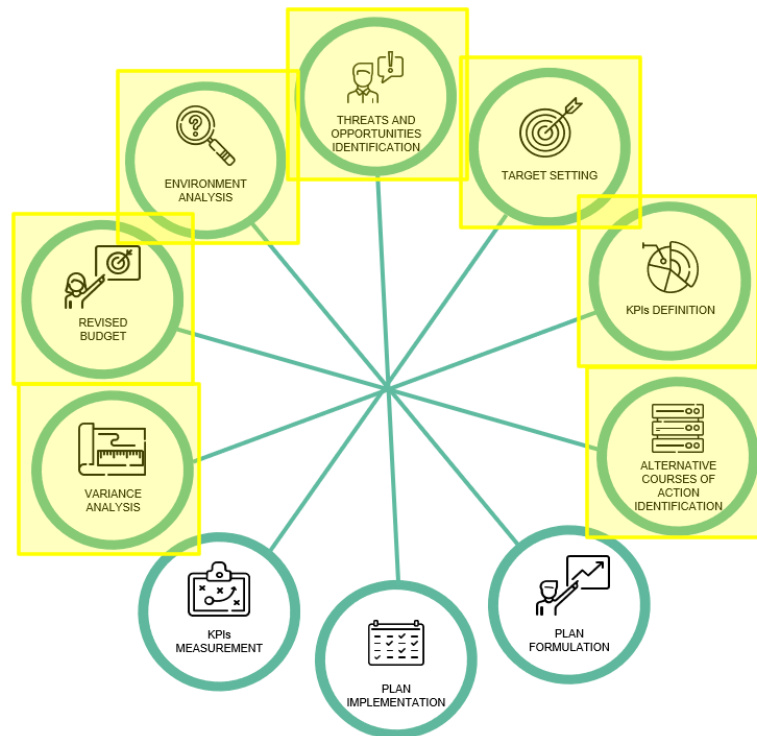 THREATS AND
OPPORTUNITIES
IDENTIFICATION
TARGET SETTING
KPIs DEFINITION
ALTERNATIVE
COURSES OF
ACTION
IDENTIFICATION
PLAN
FORMULATION
PLAN
IMPLEMENTATION
KPIs
MEASUREMENT
VARIANCE
ANALYSIS
REVISED
BUDGET
ENVIRONMENT
ANALYSIS